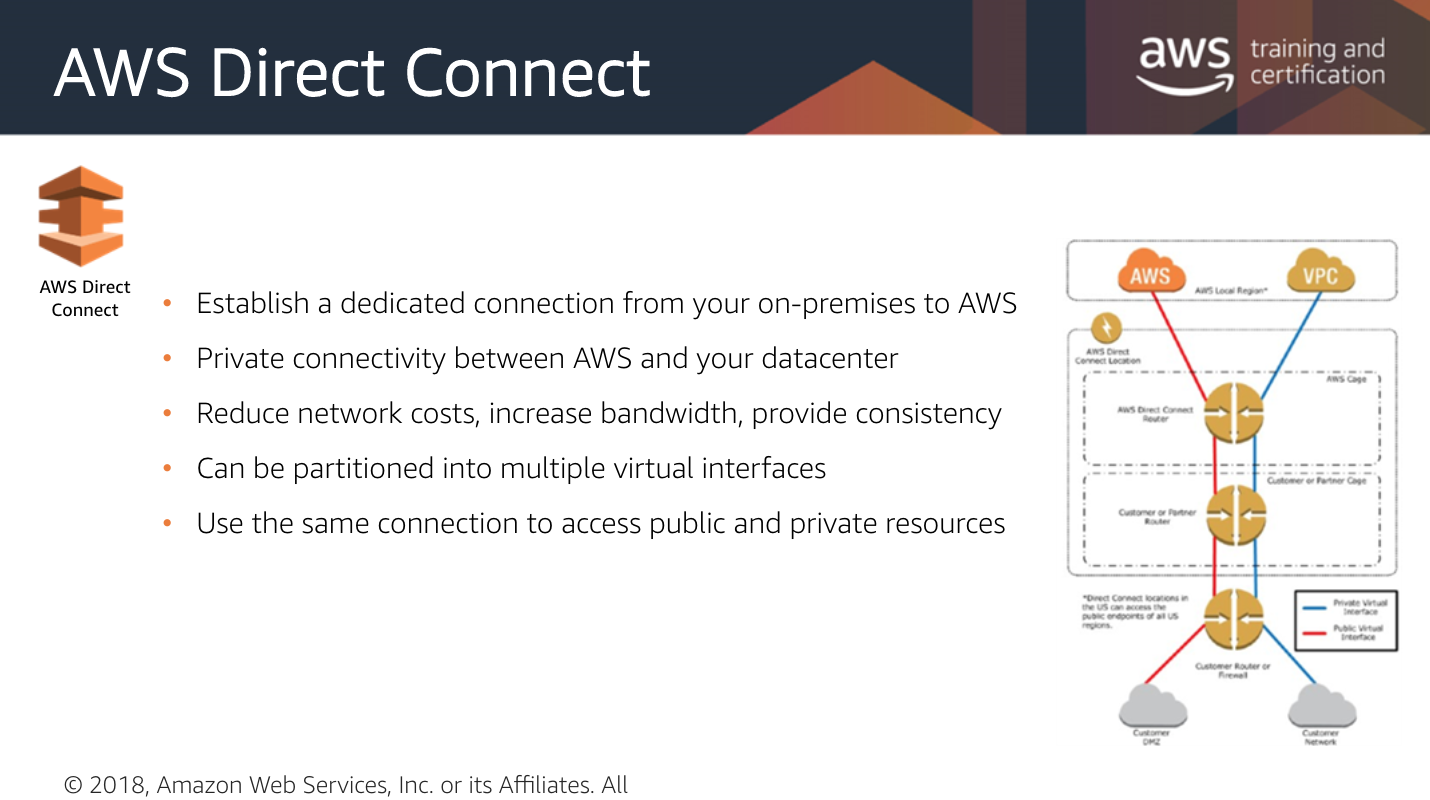 AWS Direct Connect
aws training and
certification
AWS Direct
Connect
• Establish a dedicated connection from your on-premises to AWS
• Private connectivity between AWS and your datacenter
• Reduce network costs, increase bandwidth, provide consistency
• Can be partitioned into multiple virtual interfaces
• Use the same connection to access public and private resources
AWS
VPC
AWS Local Region*
AWS Direct
Connect Location
AWS Cage
AWS Direct Connect
Router
Customer or Partner Cage
Customer or Partner
Router
*Direct Connect locations in
the US can access the
public endpoints of all US
regions.
Private Virtual
Interface
Public Virtual
Interface
Customer Router or
Firewall
Customer
DMZ
Customer
Network
© 2018, Amazon Web Services, Inc. or its Affiliates. All